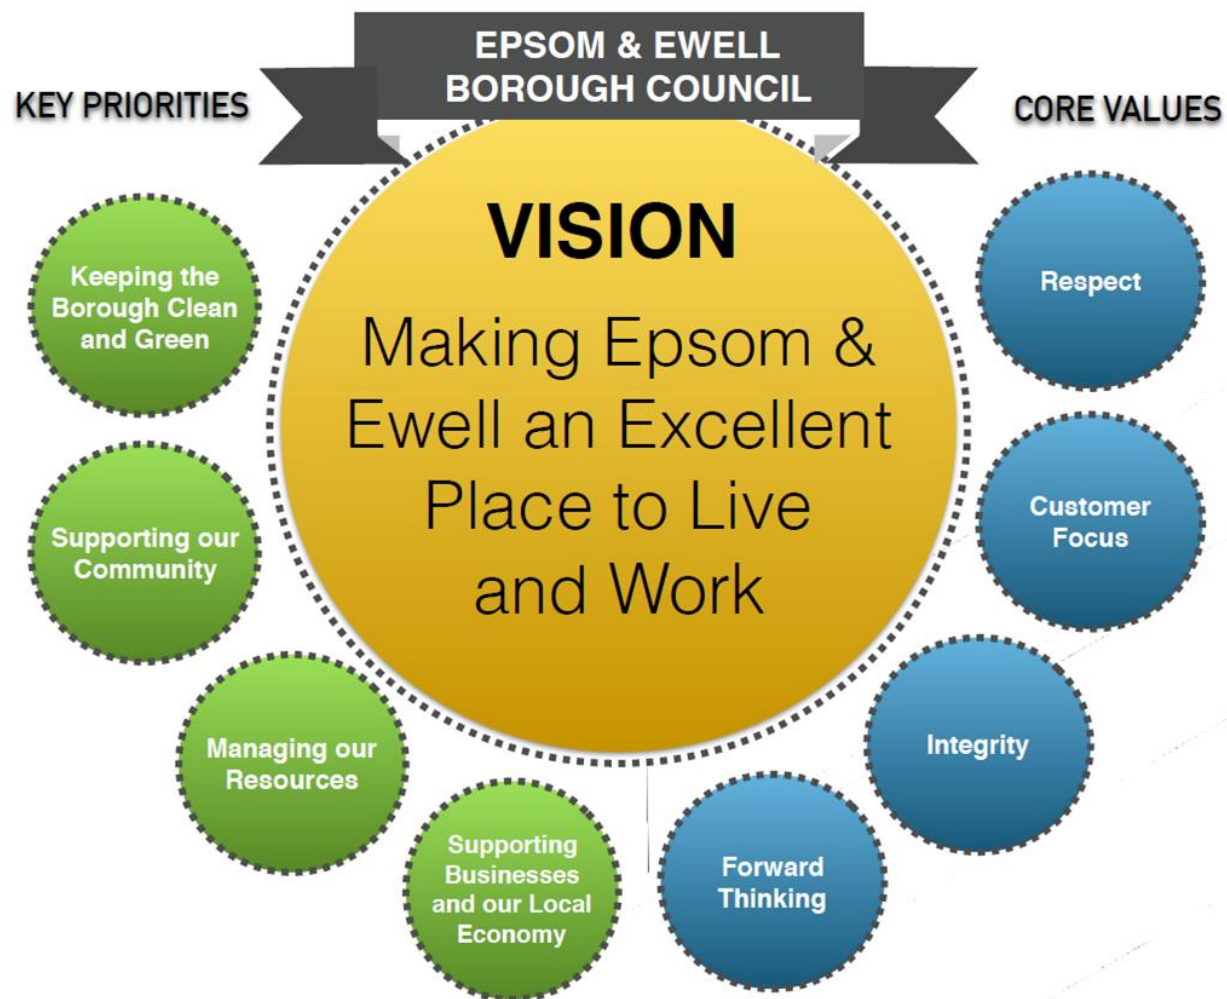 EPSOM & EWELL
BOROUGH COUNCIL
KEY PRIORITIES
CORE VALUES
VISION
Making Epsom &
Ewell an Excellent
Place to Live
and Work
Keeping the
Borough Clean
and Green
Supporting our
Community
Managing our
Resources
Supporting
Businesses
and our Local
Economy
Respect
Customer
Focus
Integrity
Forward
Thinking